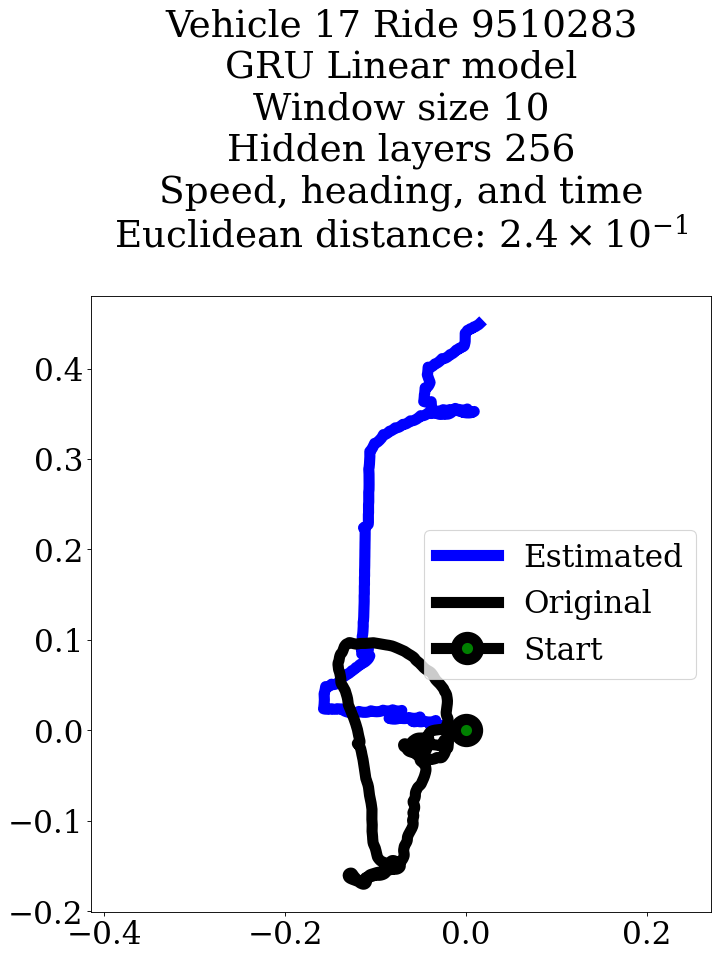 Vehicle 17 Ride 9510283
GRU Linear model
Window size 10
Hidden layers 256
Speed, heading, and time
Euclidean distance: 2.4 × 10⁻¹
0.4
0.3
0.2
0.1
0.0
−0.1
−0.2
Estimated
Original
Start
−0.4
−0.2
0.0
0.2